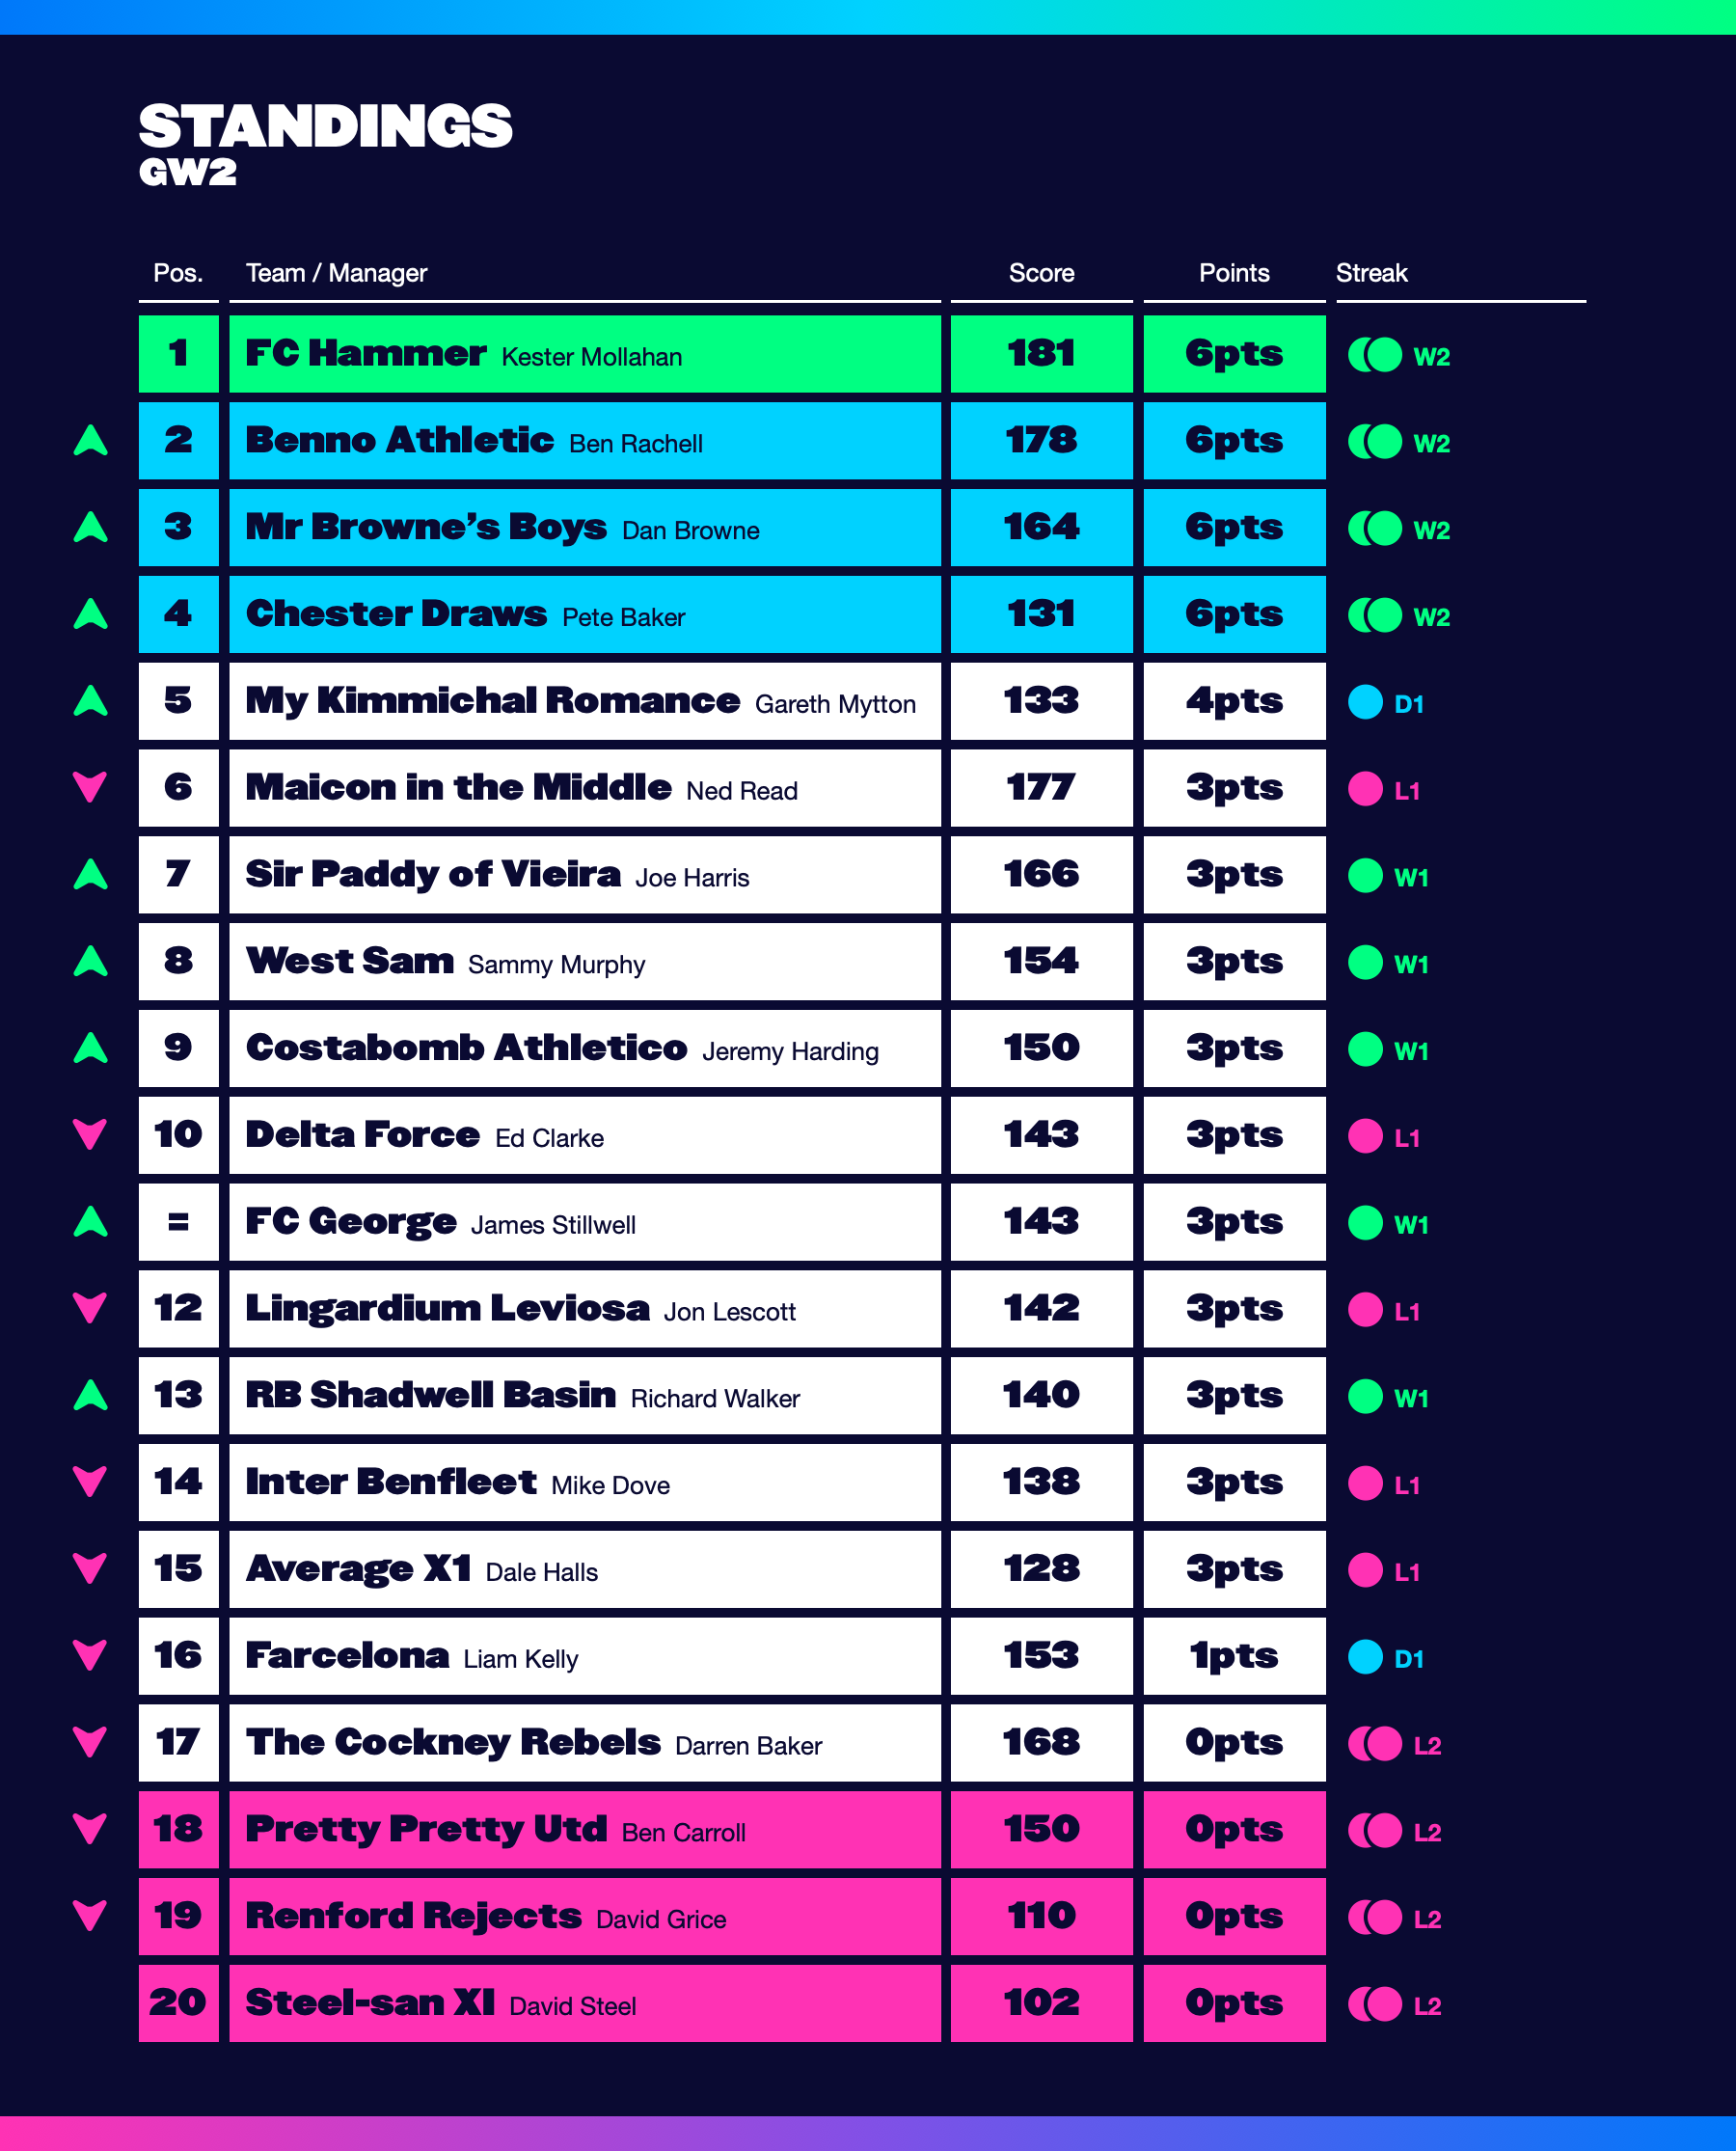 STANDINGS
GW2
Pos. Team / Manager Score Points Streak
1 FC Hammer Kester Mollahan 181 6pts W2
2 Benno Athletic Ben Rachell 178 6pts W2
3 Mr Browne’s Boys Dan Browne 164 6pts W2
4 Chester Draws Pete Baker 131 6pts W2
5 My Kimmichal Romance Gareth Mytton 133 4pts D1
6 Maicon in the Middle Ned Read 177 3pts L1
7 Sir Paddy of Vieira Joe Harris 166 3pts W1
8 West Sam Sammy Murphy 154 3pts W1
9 Costabomb Athletico Jeremy Harding 150 3pts W1
10 Delta Force Ed Clarke 143 3pts L1
= FC George James Stillwell 143 3pts W1
12 Lingardium Leviosa Jon Lescott 142 3pts L1
13 RB Shadwell Basin Richard Walker 140 3pts W1
14 Inter Benfleet Mike Dove 138 3pts L1
15 Average X1 Dale Halls 128 3pts L1
16 Farcelona Liam Kelly 153 1pts D1
17 The Cockney Rebels Darren Baker 168 0pts L2
18 Pretty Pretty Utd Ben Carroll 150 0pts L2
19 Renford Rejects David Grice 110 0pts L2
20 Steel-san XI David Steel 102 0pts L2